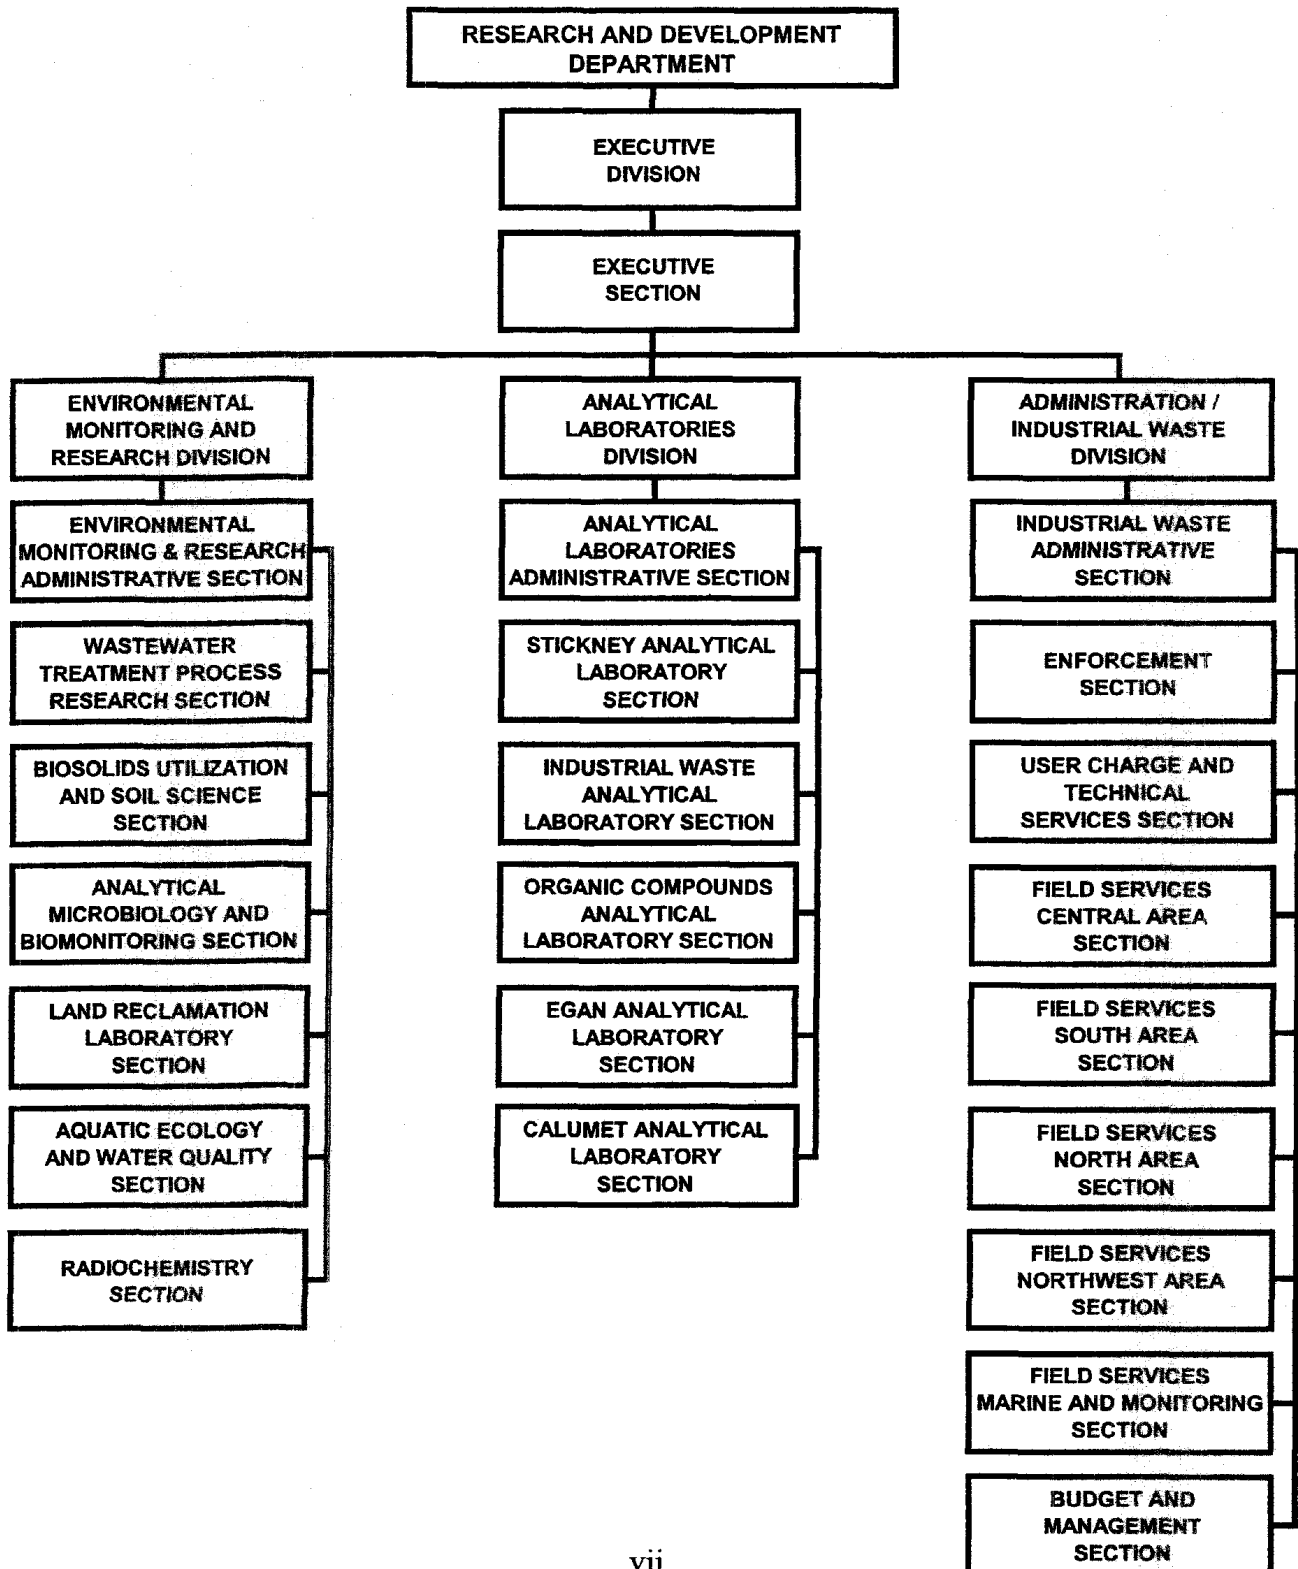 RESEARCH AND DEVELOPMENT
DEPARTMENT
EXECUTIVE
DIVISION
EXECUTIVE
SECTION
ENVIRONMENTAL
MONITORING AND
RESEARCH DIVISION
ENVIRONMENTAL
MONITORING & RESEARCH
ADMINISTRATIVE SECTION
WASTEWATER
TREATMENT PROCESS
RESEARCH SECTION
BIOSOLIDS UTILIZATION
AND SOIL SCIENCE
SECTION
ANALYTICAL
MICROBIOLOGY AND
BIOMONITORING SECTION
LAND RECLAMATION
LABORATORY
SECTION
AQUATIC ECOLOGY
AND WATER QUALITY
SECTION
RADIOCHEMISTRY
SECTION
ANALYTICAL
LABORATORIES
DIVISION
ANALYTICAL
LABORATORIES
ADMINISTRATIVE SECTION
STICKNEY ANALYTICAL
LABORATORY
SECTION
INDUSTRIAL WASTE
ANALYTICAL
LABORATORY SECTION
ORGANIC COMPOUNDS
ANALYTICAL
LABORATORY SECTION
EGAN ANALYTICAL
LABORATORY
SECTION
CALUMET ANALYTICAL
LABORATORY
SECTION
ADMINISTRATION /
INDUSTRIAL WASTE
DIVISION
INDUSTRIAL WASTE
ADMINISTRATIVE
SECTION
ENFORCEMENT
SECTION
USER CHARGE AND
TECHNICAL
SERVICES SECTION
FIELD SERVICES
CENTRAL AREA
SECTION
FIELD SERVICES
SOUTH AREA
SECTION
FIELD SERVICES
NORTH AREA
SECTION
FIELD SERVICES
NORTHWEST AREA
SECTION
FIELD SERVICES
MARINE AND MONITORING
SECTION
BUDGET AND
MANAGEMENT
SECTION
vii